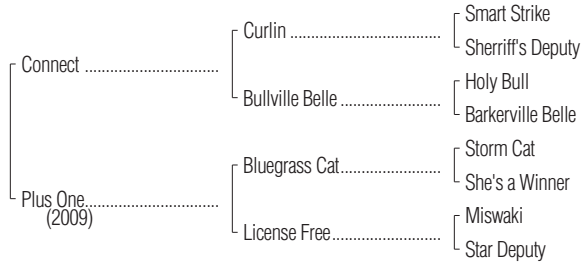 Smart Strike
Curlin ....................................
Sherriff's Deputy
Connect ................................
Holy Bull
Bullville Belle ........................
Barkerville Belle
Storm Cat
Bluegrass Cat........................
She's a Winner
Plus One................................
(2009)
Miswaki
License Free..........................
Star Deputy